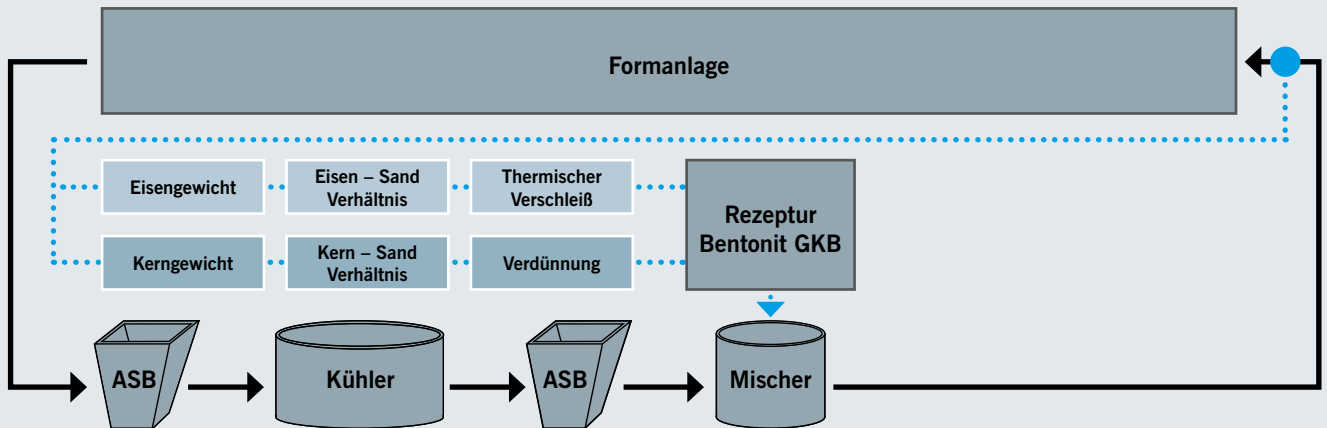 Formanlage
Eisengewicht
Eisen – Sand
Verhältnis
Thermischer
Verschleiß
Kerngewicht
Kern – Sand
Verhältnis
Verdünnung
Rezeptur
Bentonit GKB
ASB
Kühler
ASB
Mischer